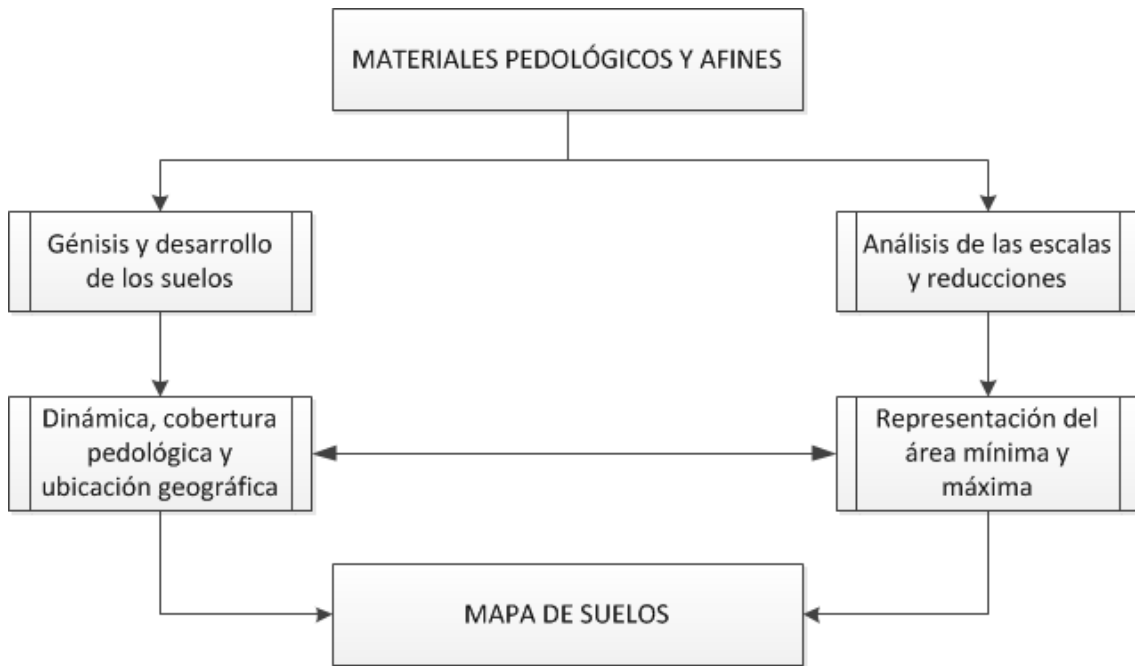 MATERIALES PEDOLÓGICOS Y AFINES
Génisis y desarrollo
de los suelos
Análisis de las escalas
y reducciones
Dinámica, cobertura
pedológica y
ubicación geográfica
Representación del
área mínima y
máxima
MAPA DE SUELOS